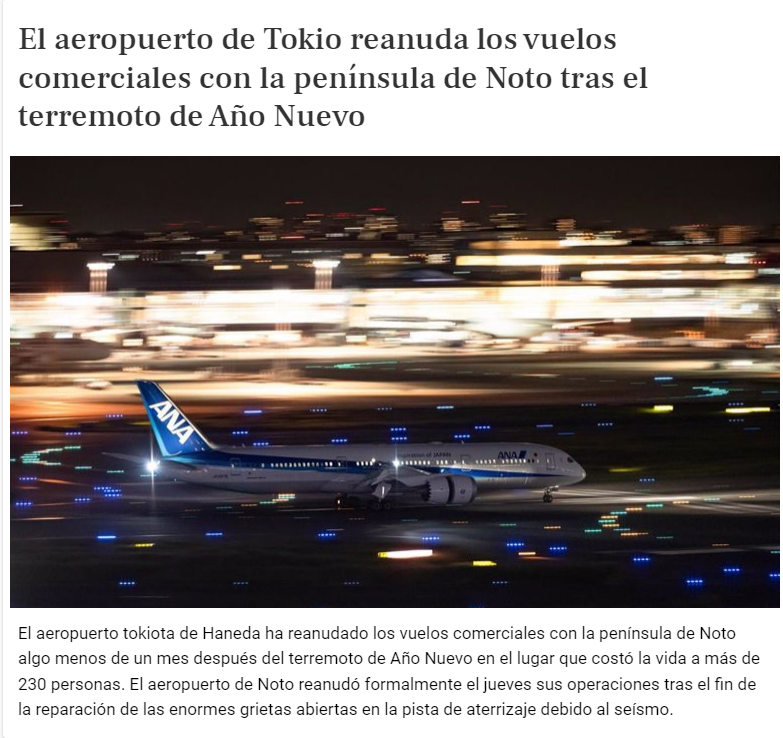 El aeropuerto de Tokio reanuda los vuelos
comerciales con la península de Noto tras el
terremoto de Año Nuevo
ANA
ANA
El aeropuerto tokiota de Haneda ha reanudado los vuelos comerciales con la península de Noto
algo menos de un mes después del terremoto de Año Nuevo en el lugar que costó la vida a más de
230 personas. El aeropuerto de Noto reanudó formalmente el jueves sus operaciones tras el fin de
la reparación de las enormes grietas abiertas en la pista de aterrizaje debido al seísmo.